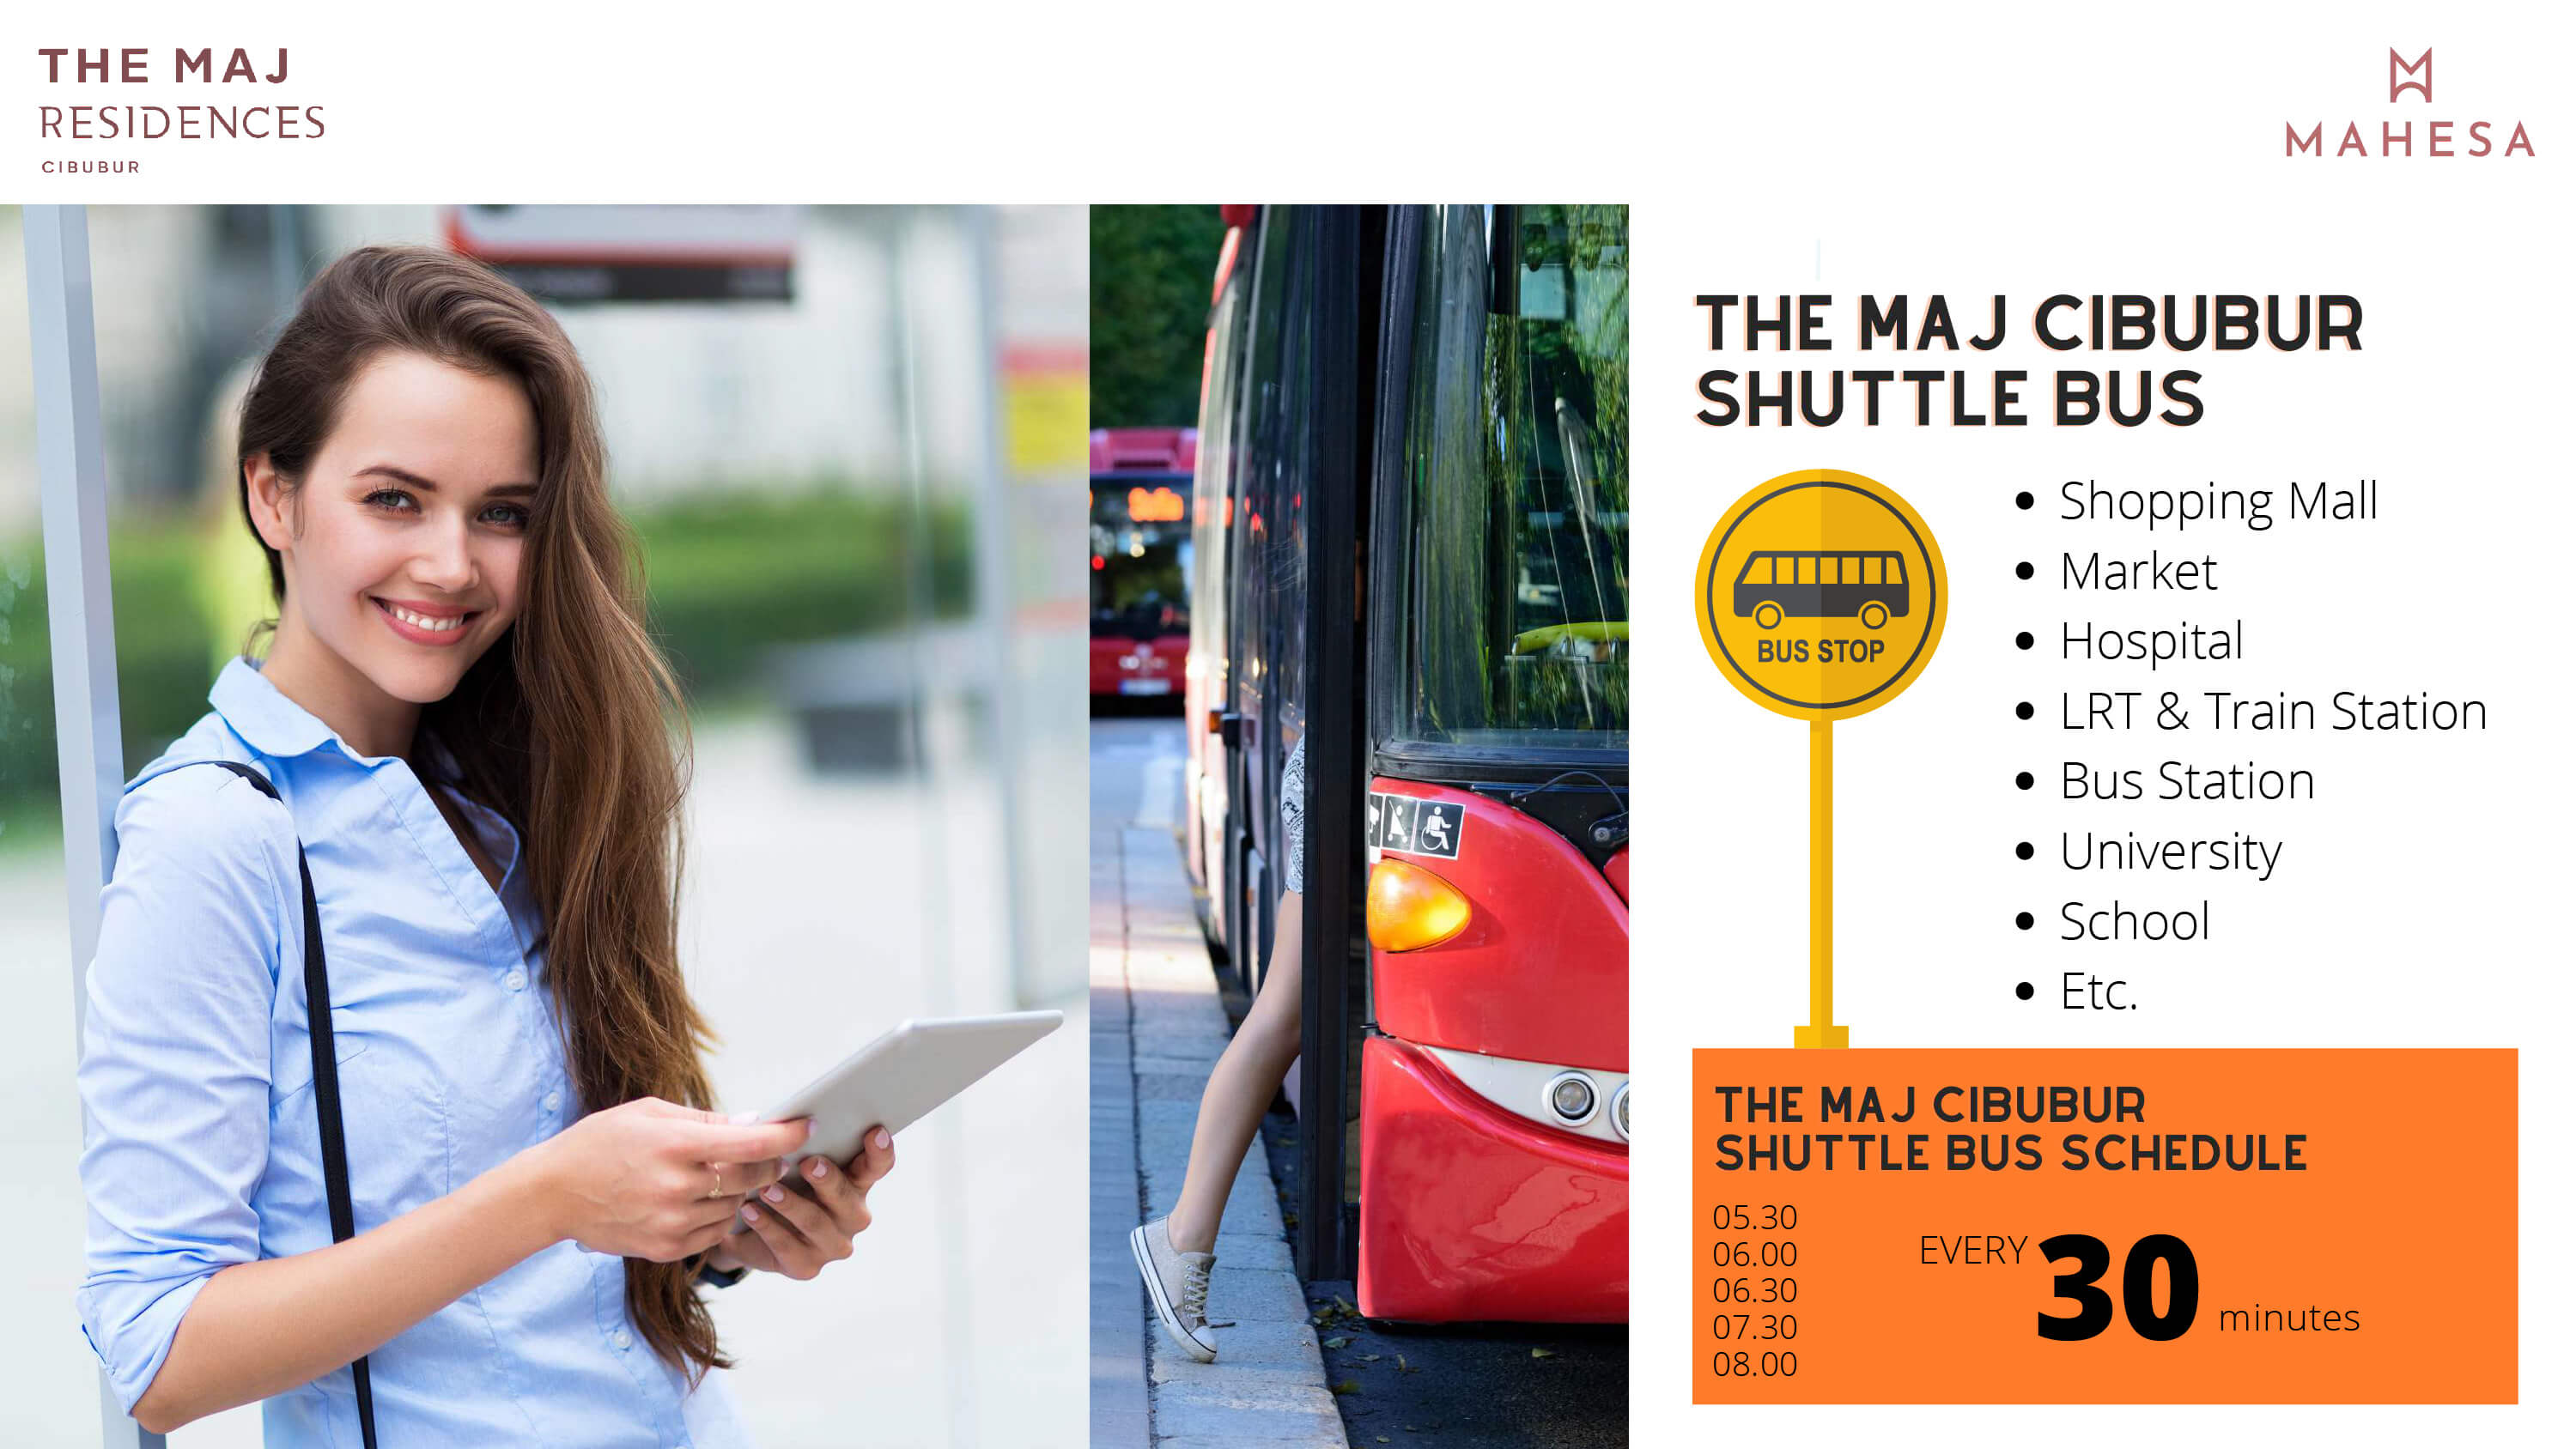 THE MAJ
RESIDENCES
CIBUBUR
MAHESA
THE MAJ CIBUBUR
SHUTTLE BUS
BUS STOP
• Shopping Mall
• Market
• Hospital
• LRT & Train Station
• Bus Station
• University
• School
• Etc.
THE MAJ CIBUBUR
SHUTTLE BUS SCHEDULE
05.30
06.00
06.30
07.30
08.00
EVERY 30 minutes